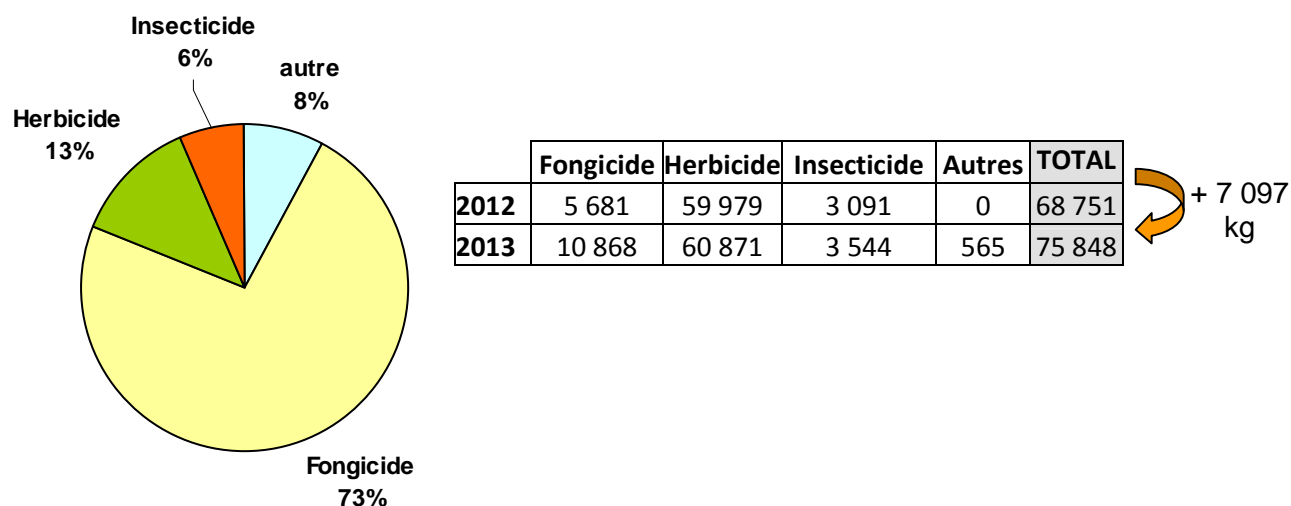 Insecticide
6%
autre
8%
Herbicide
13%
Fongicide
73%
Fongicide Herbicide Insecticide Autres TOTAL
2012 5 681 59 979 3 091 0 68 751
2013 10 868 60 871 3 544 565 75 848
+ 7 097
kg